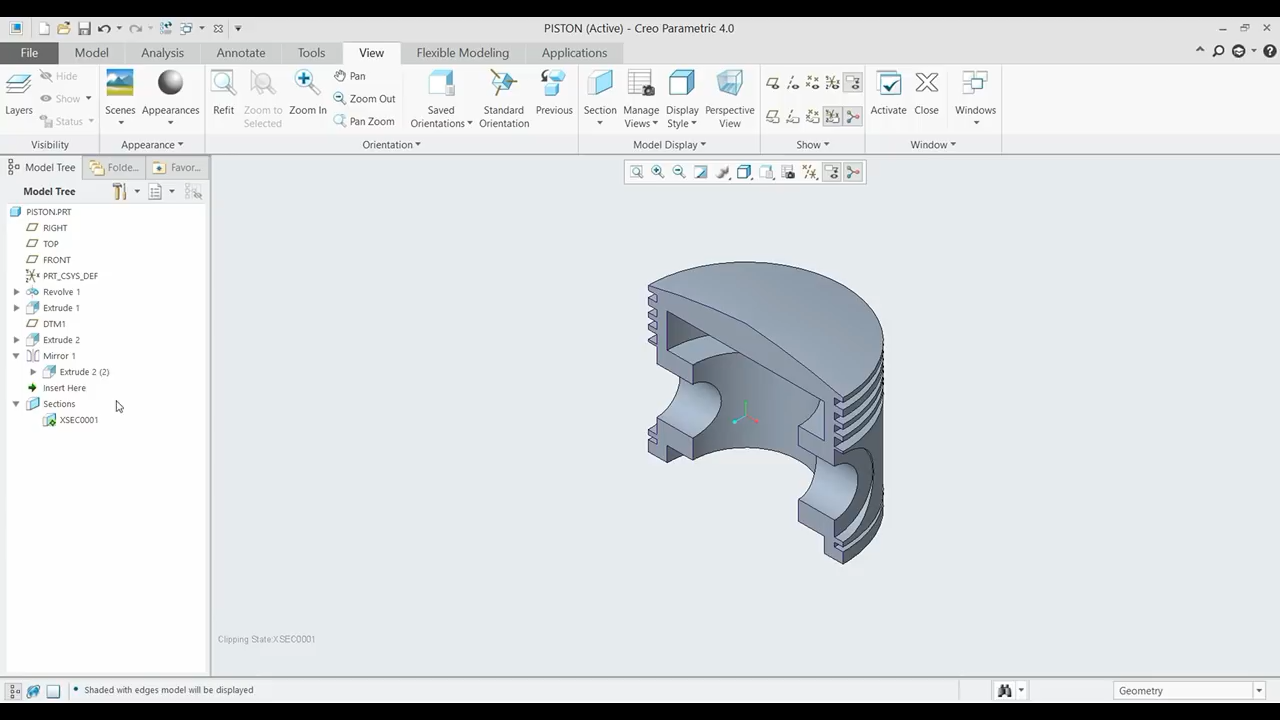 PISTON (Active) - Creo Parametric 4.0
File Model Analysis Annotate Tools View Flexible Modeling Applications
Layers
Hide
Show
Status
Visibility
Scenes
Appearances
Appearance
Refit
Zoom to
Selected
Zoom In
Pan
Zoom Out
Pan Zoom
Saved
Orientations
Standard
Orientation
Previous
Orientation
Section
Manage
Views
Display
Style
Perspective
View
Model Display
Show
Activate
Close
Windows
Window
Model Tree Folde... Favor...
Model Tree
PISTON.PRT
RIGHT
TOP
FRONT
PRT_CSYS_DEF
Revolve 1
Extrude 1
DTM1
Extrude 2
Mirror 1
Extrude 2 (2)
Insert Here
Sections
XSEC0001
Clipping State:XSEC0001
Shaded with edges model will be displayed
Geometry